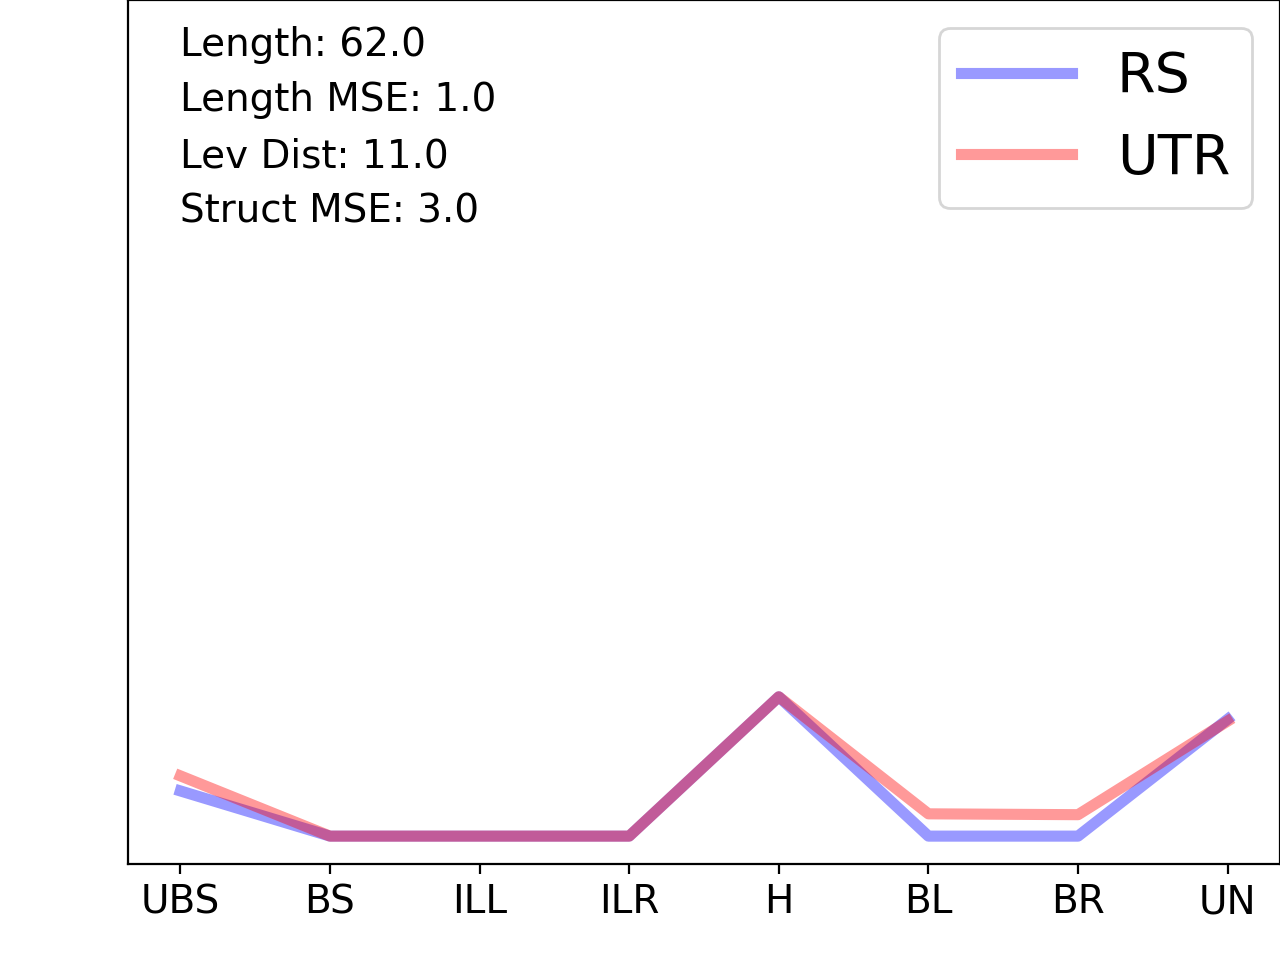 Length: 62.0
Length MSE: 1.0
Lev Dist: 11.0
Struct MSE: 3.0
RS
UTR
UBS BS ILL ILR H BL BR UN